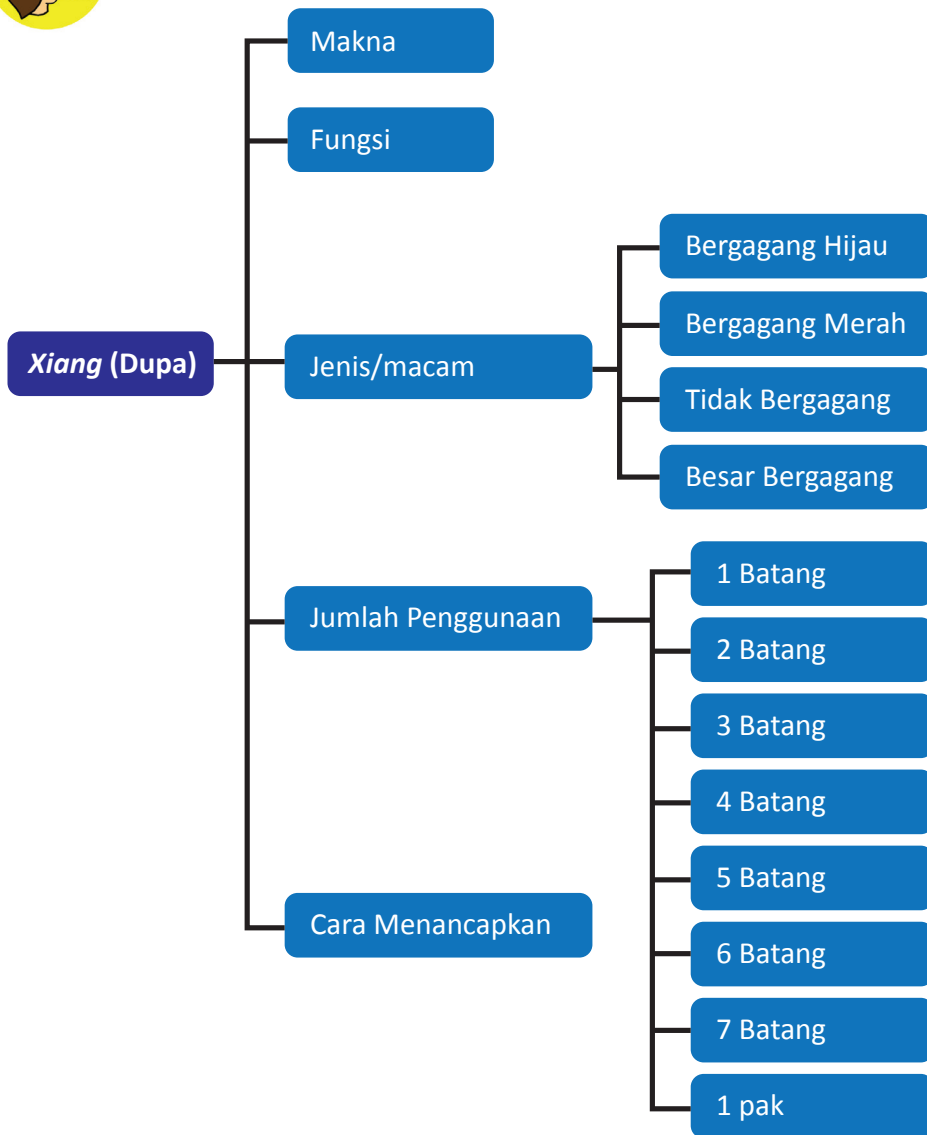 Xiang (Dupa)
Makna
Fungsi
Jenis/macam
Bergagang Hijau
Bergagang Merah
Tidak Bergagang
Besar Bergagang
Jumlah Penggunaan
1 Batang
2 Batang
3 Batang
4 Batang
5 Batang
6 Batang
7 Batang
1 pak
Cara Menancapkan